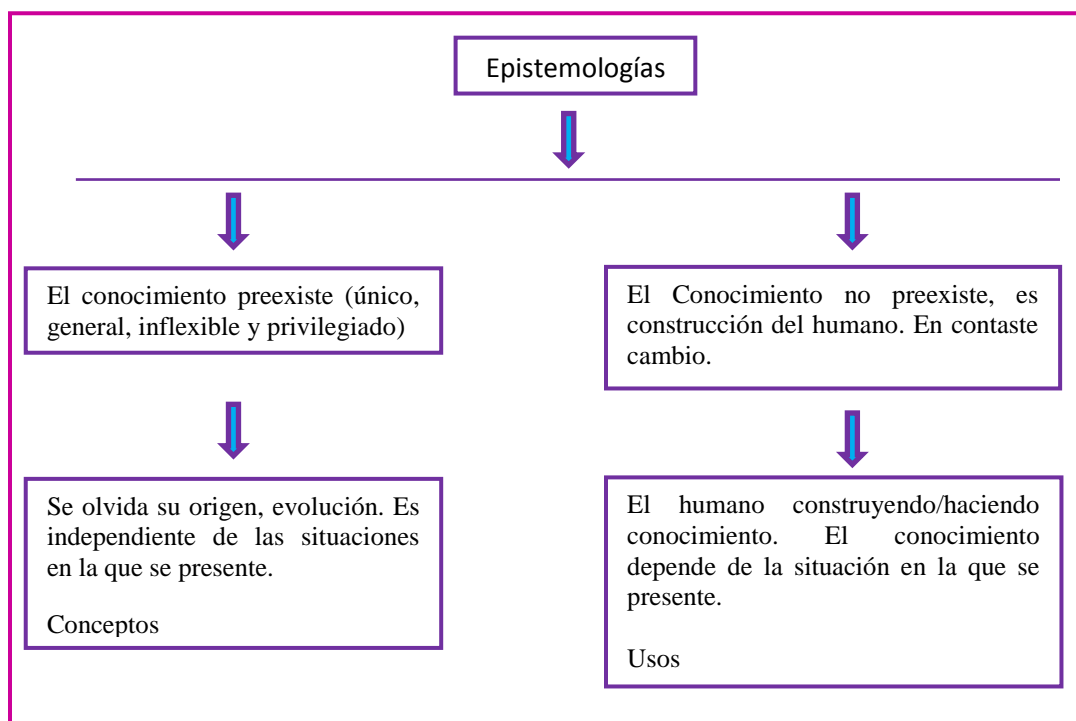 Epistemologías
El conocimiento preexiste (único,
general, inflexible y privilegiado)
El Conocimiento no preexiste, es
construcción del humano. En contaste
cambio.
Se olvida su origen, evolución. Es
independiente de las situaciones
en la que se presente.
Conceptos
El humano construyendo/haciendo
conocimiento. El conocimiento
depende de la situación en la que se
presente.
Usos